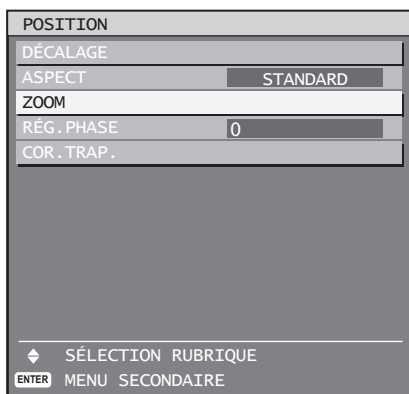 POSITION
DÉCALAGE
ASPECT STANDARD
ZOOM
RÉG.PHASE 0
COR.TRAP.
SÉLECTION RUBRIQUE
ENTER MENU SECONDAIRE